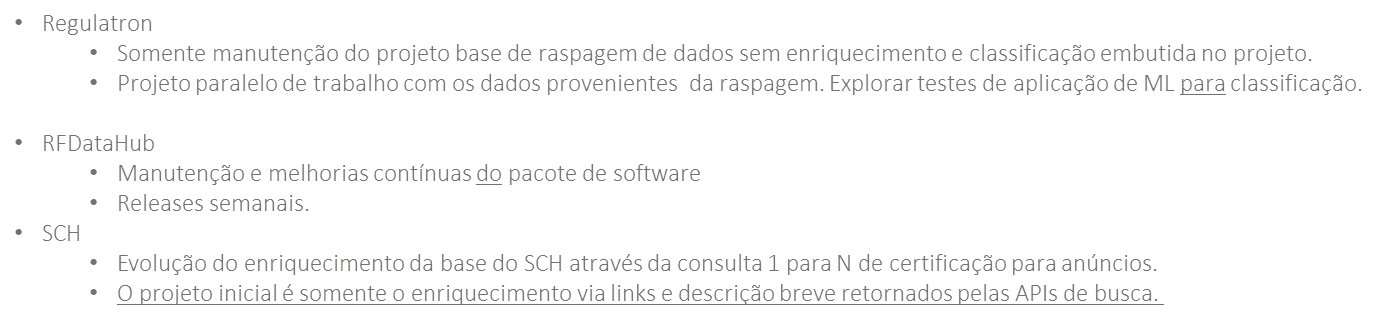 • Regulatron
• Somente manutenção do projeto base de raspagem de dados sem enriquecimento e classificação embutida no projeto.
• Projeto paralelo de trabalho com os dados provenientes  da raspagem. Explorar testes de aplicação de ML para classificação.
• RFDataHub
• Manutenção e melhorias contínuas do pacote de software
• Releases semanais.
• SCH
• Evolução do enriquecimento da base do SCH através da consulta 1 para N de certificação para anúncios.
• O projeto inicial é somente o enriquecimento via links e descrição breve retornados pelas APIs de busca.